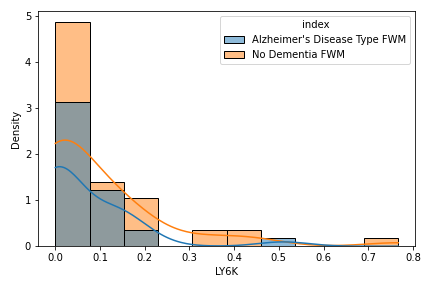 index
Alzheimer's Disease Type FWM
No Dementia FWM
5
4
3
2
1
0
Density
0.0 0.1 0.2 0.3 0.4 0.5 0.6 0.7 0.8
LY6K